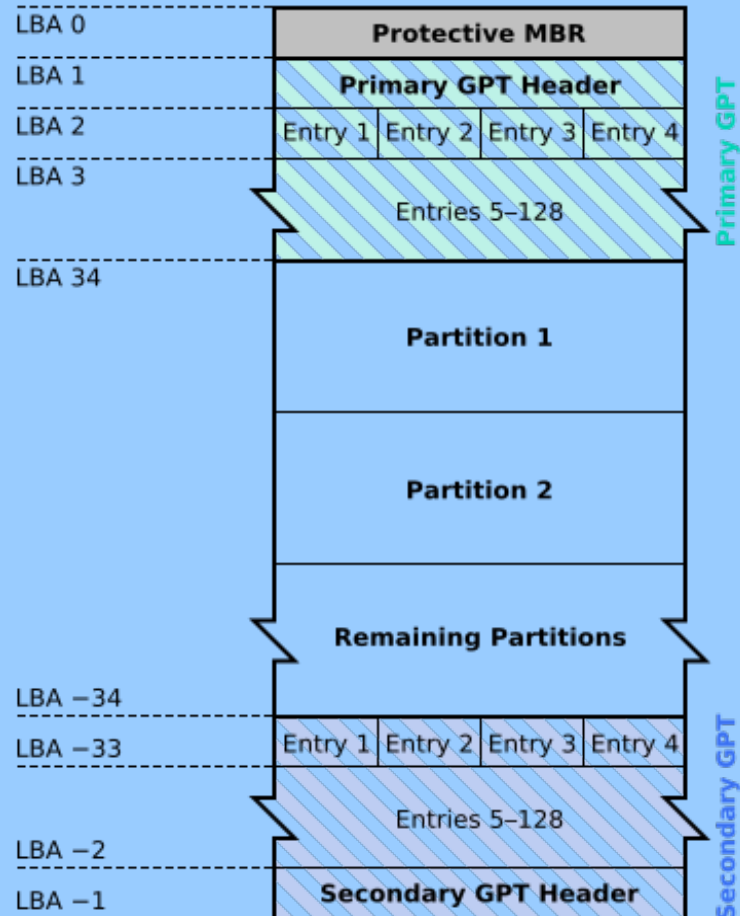 LBA 0
Protective MBR
LBA 1
Primary GPT Header
LBA 2
Entry 1 Entry 2 Entry 3 Entry 4
LBA 3
Entries 5–128
Primary GPT
LBA 34
Partition 1
Partition 2
Remaining Partitions
LBA −34
LBA −33
Entry 1 Entry 2 Entry 3 Entry 4
Entries 5–128
LBA −2
LBA −1
Secondary GPT Header
Secondary GPT